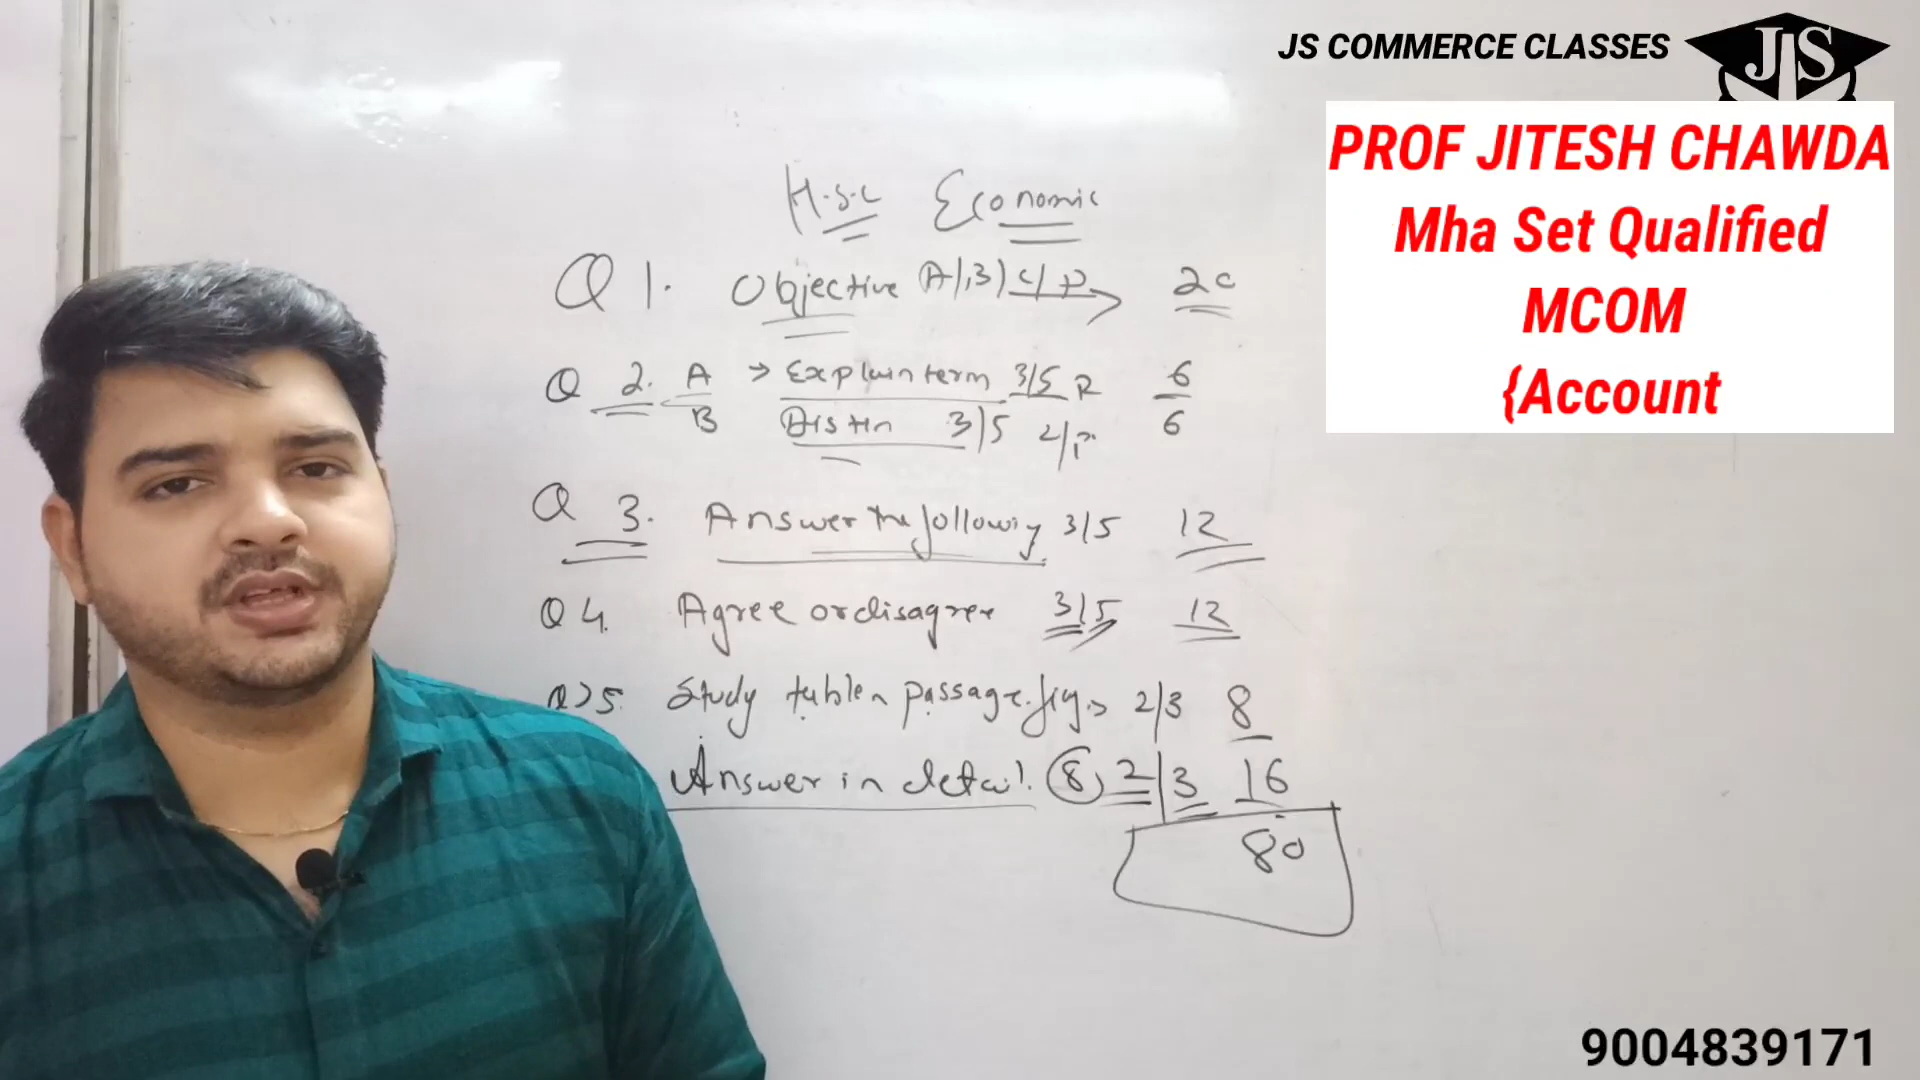 JS COMMERCE CLASSES
JS
PROF JITESH CHAWDA
Mha Set Qualified
MCOM
{Account
H.S.C Economic
Q 1. Objective A/B/C/D 20
Q 2. A → Explain term 3/5 6
B Distin 3/5 2/P 6
Q 3. Answer the following 3/5 12
Q 4. Agree or disagree 3/5 12
Q 5. Study table passage. fig. 2/3 8
Answer in detail. 8 2/3 16
80
9004839171